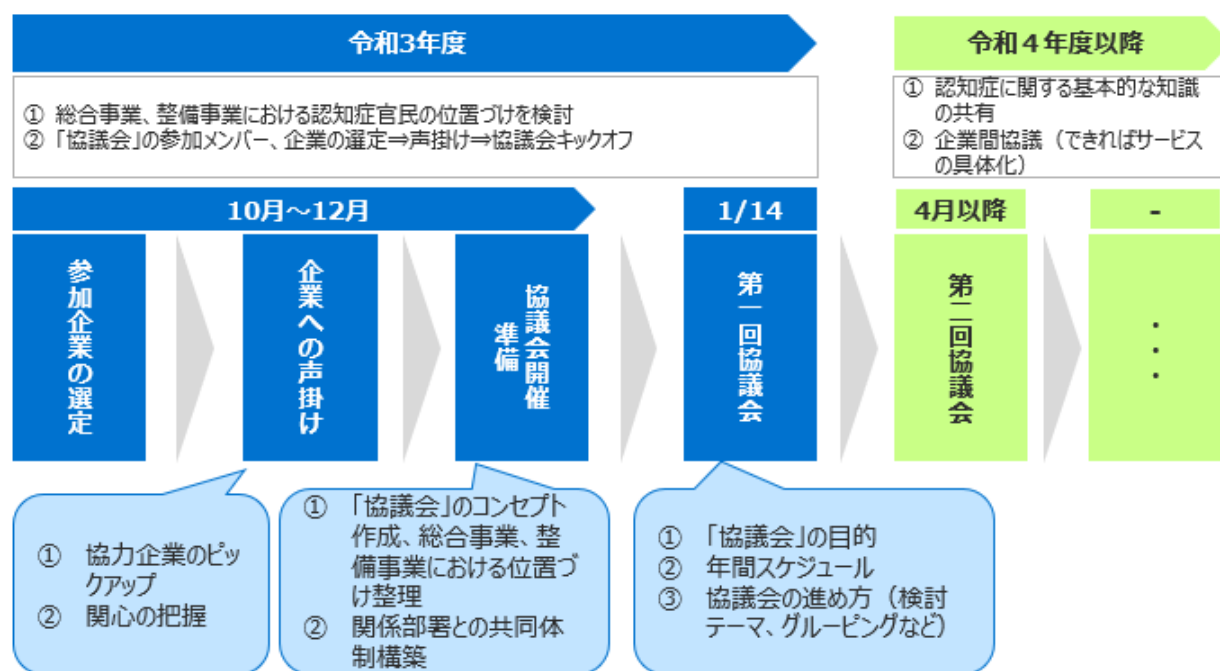 令和3年度
令和４年度以降
① 総合事業、整備事業における認知症官民の位置づけを検討
② 「協議会」の参加メンバー、企業の選定⇒声掛け⇒協議会キックオフ
① 認知症に関する基本的な知識
の共有
② 企業間協議（できればサービス
の具体化）
10月～12月
1/14
4月以降
-
参加企業の選定
企業への声掛け
協議会開催
準備
第一回協議会
第二回協議会
・・・
① 協力企業のピッ
クアップ
② 関心の把握
① 「協議会」のコンセプト
作成、総合事業、整
備事業における位置づ
け整理
② 関係部署との共同体
制構築
① 「協議会」の目的
② 年間スケジュール
③ 協議会の進め方（検討
テーマ、グルーピングなど）